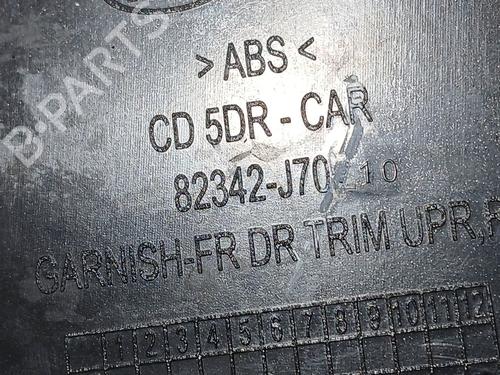 B-PARTS
>ABS<
CD 5DR - CAR
82342-J70 10
GARNISH-FR DR TRIM UPR,
1 2 3 4 5 6 7 8 9 10 11 12